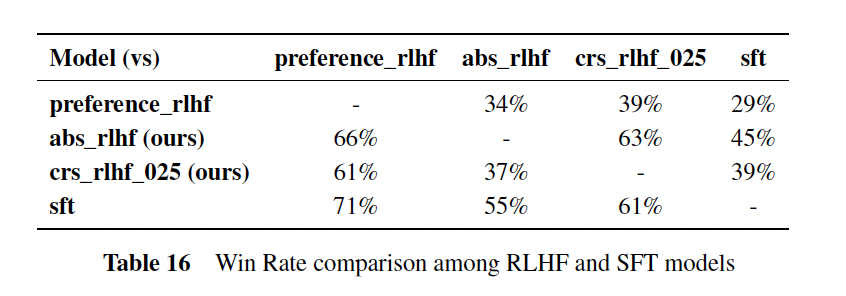 Model (vs) preference_rlhf abs_rlhf crs_rlhf_025 sft
preference_rlhf - 34% 39% 29%
abs_rlhf (ours) 66% - 63% 45%
crs_rlhf_025 (ours) 61% 37% - 39%
sft 71% 55% 61% -
Table 16 Win Rate comparison among RLHF and SFT models